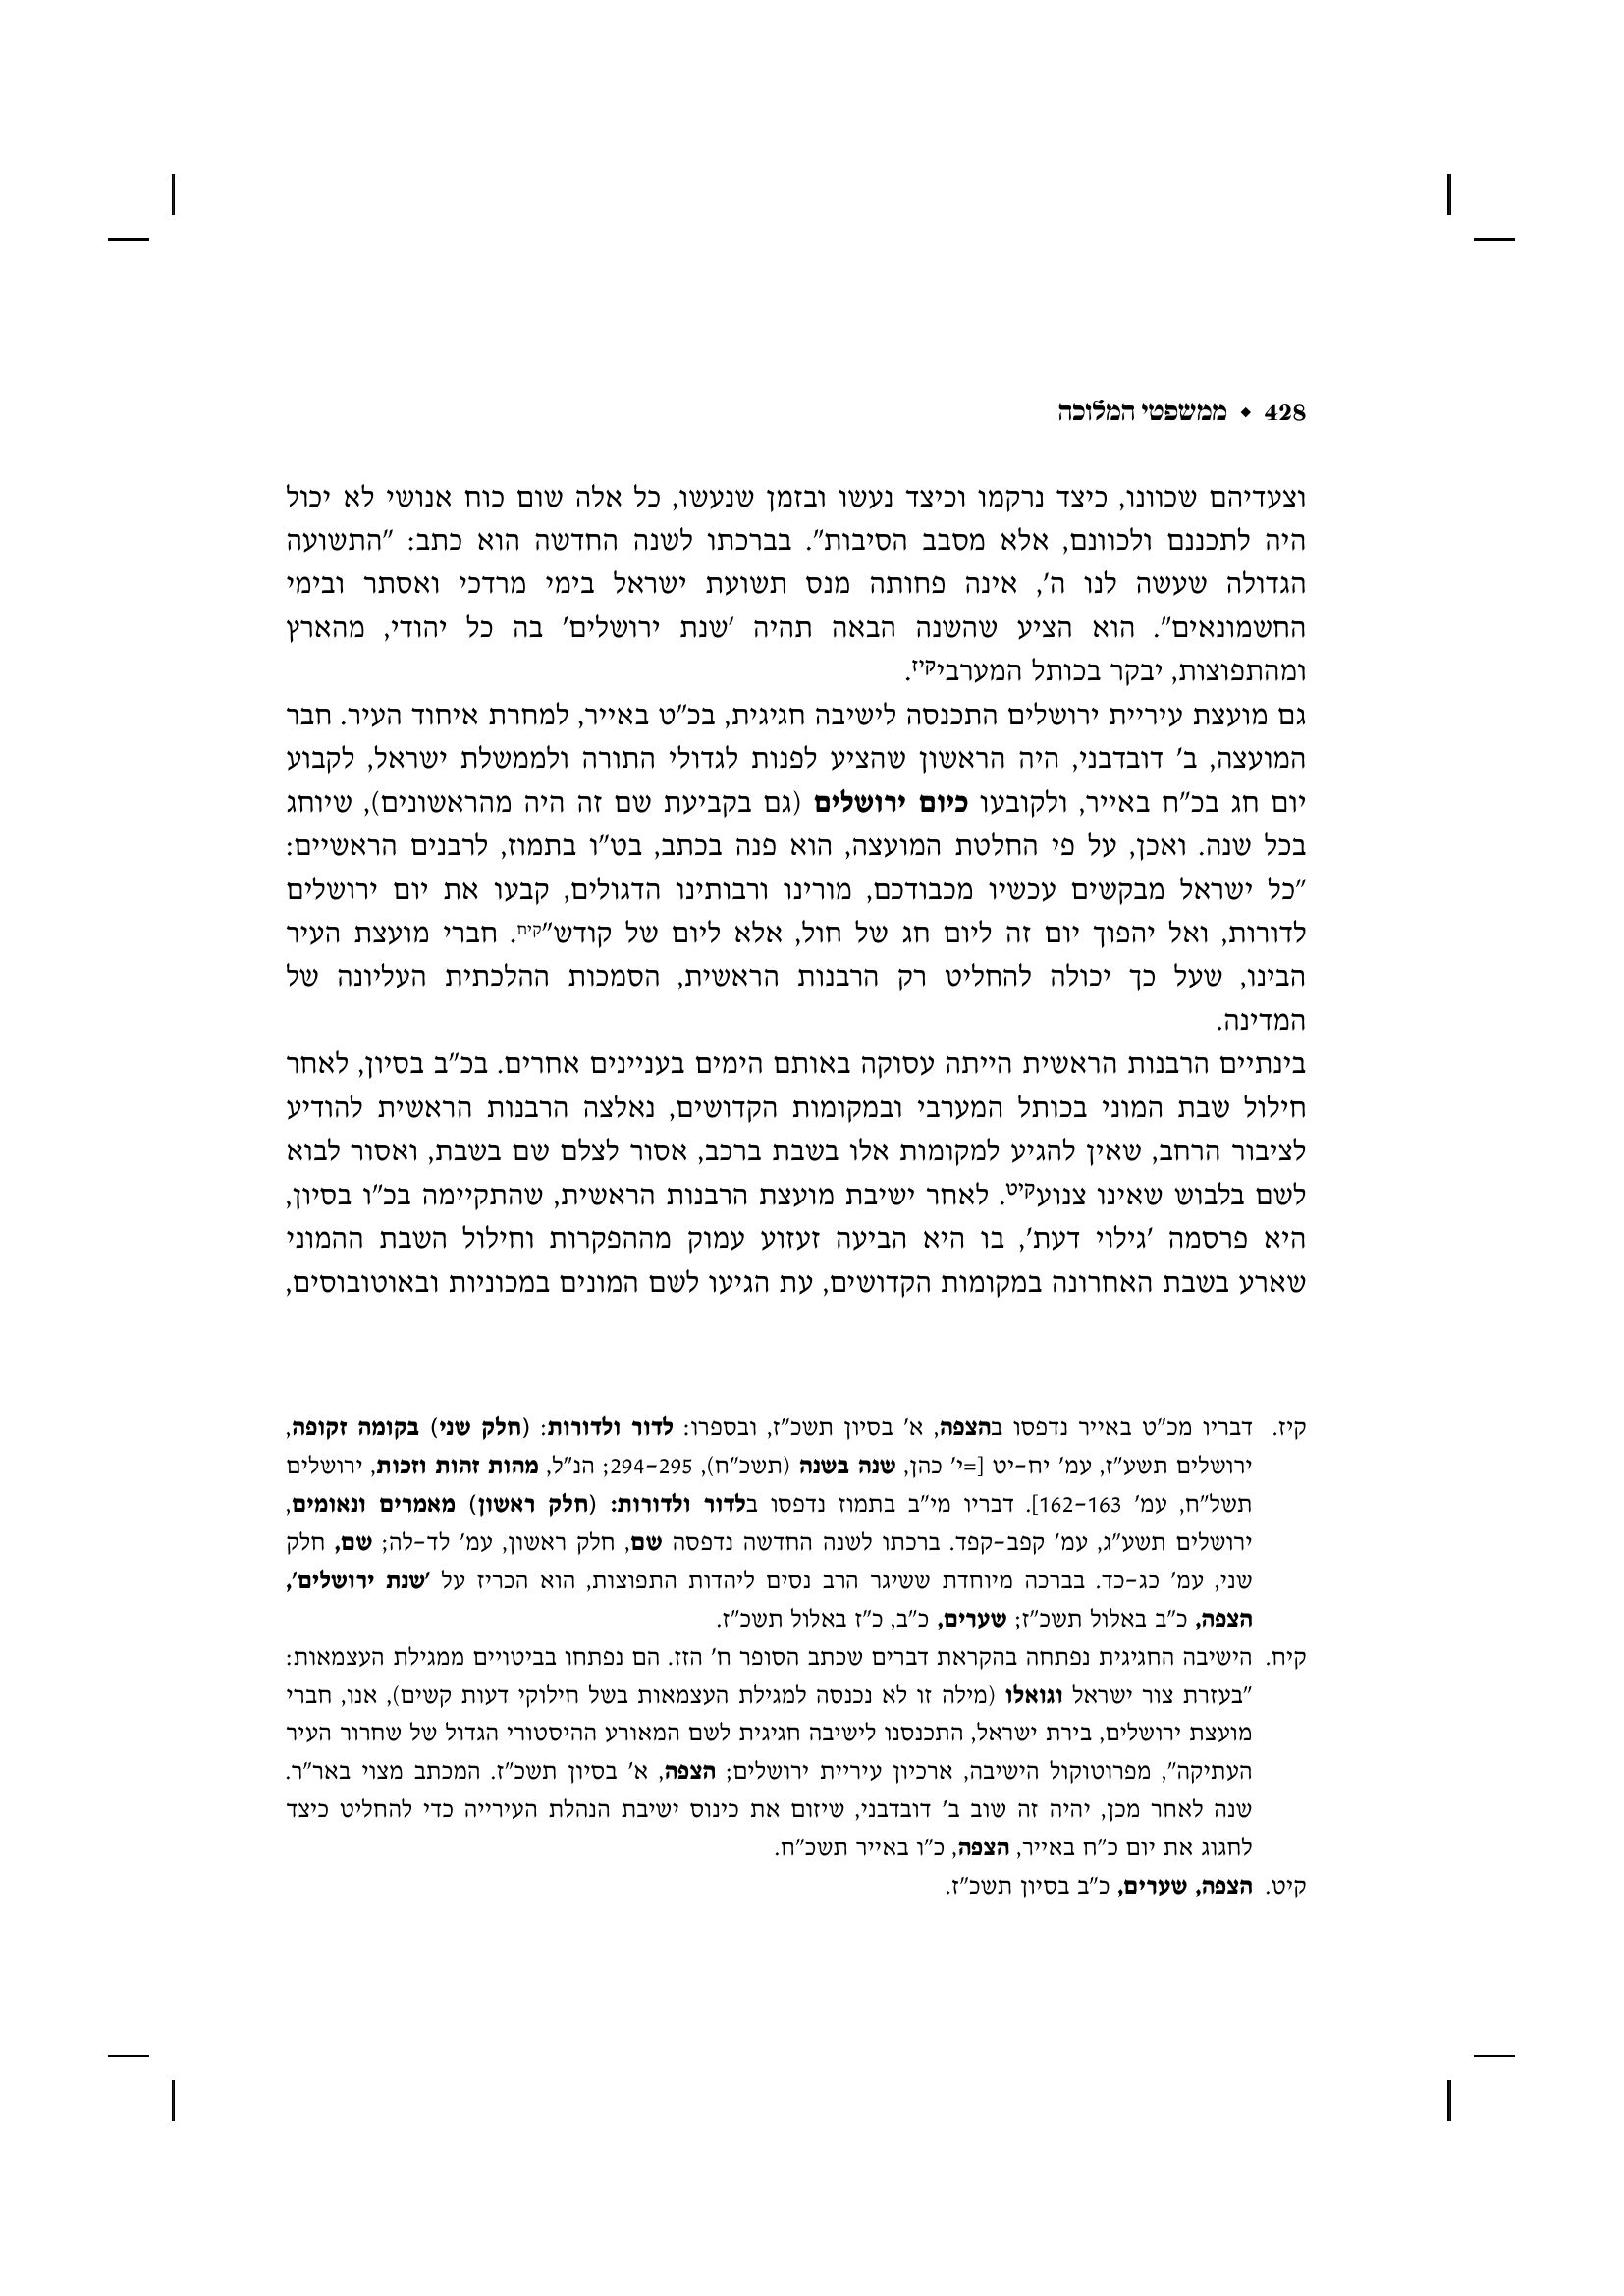 428 ◆ ממשפטי המלוכה
וצעדיהם שכוונו, כיצד נרקמו וכיצד נעשו ובזמן שנעשו, כל אלה שום כוח אנושי לא יכול
היה לתכננם ולכוונם, אלא מסבב הסיבות". בברכתו לשנה החדשה הוא כתב: "התשועה
הגדולה שעשה לנו ה', אינה פחותה מנס תשועת ישראל בימי מרדכי ואסתר ובימי
החשמונאים". הוא הציע שהשנה הבאה תהיה 'שנת ירושלים' בה כל יהודי, מהארץ
ומהתפוצות, יבקר בכותל המערביקיז.
גם מועצת עיריית ירושלים התכנסה לישיבה חגיגית, בכ"ט באייר, למחרת איחוד העיר. חבר
המועצה, ב' דובדבני, היה הראשון שהציע לפנות לגדולי התורה ולממשלת ישראל, לקבוע
יום חג בכ"ח באייר, ולקובעו כיום ירושלים (גם בקביעת שם זה היה מהראשונים), שיוחג
בכל שנה. ואכן, על פי החלטת המועצה, הוא פנה בכתב, בט"ו בתמוז, לרבנים הראשיים:
"כל ישראל מבקשים עכשיו מכבודכם, מורינו ורבותינו הדגולים, קבעו את יום ירושלים
לדורות, ואל יהפוך יום זה ליום חג של חול, אלא ליום של קודש"קיח. חברי מועצת העיר
הבינו, שעל כך יכולה להחליט רק הרבנות הראשית, הסמכות ההלכתית העליונה של
המדינה.
בינתיים הרבנות הראשית הייתה עסוקה באותם הימים בעניינים אחרים. בכ"ב בסיון, לאחר
חילול שבת המוני בכותל המערבי ובמקומות הקדושים, נאלצה הרבנות הראשית להודיע
לציבור הרחב, שאין להגיע למקומות אלו בשבת ברכב, אסור לצלם שם בשבת, ואסור לבוא
לשם בלבוש שאינו צנועקיט. לאחר ישיבת מועצת הרבנות הראשית, שהתקיימה בכ"ו בסיון,
היא פרסמה 'גילוי דעת', בו היא הביעה זעזוע עמוק מההפקרות וחילול השבת ההמוני
שארע בשבת האחרונה במקומות הקדושים, עת הגיעו לשם המונים במכוניות ובאוטובוסים,
קיז. דבריו מכ"ט באייר נדפסו בהצפה, א' בסיון תשכ"ז, ובספרו: לדור ולדורות: (חלק שני) בקומה זקופה,
ירושלים תשע"ז, עמ' יח-יט [=י' כהן, שנה בשנה (תשכ"ח), 294-295; הנ"ל, מהות זהות וזכות, ירושלים
תשל"ח, עמ' 162-163]. דבריו מי"ב בתמוז נדפסו בלדור ולדורות: (חלק ראשון) מאמרים ונאומים,
ירושלים תשע"ג, עמ' קפב-קפד. ברכתו לשנה החדשה נדפסה שם, חלק ראשון, עמ' לד-לה; שם, חלק
שני, עמ' כג-כד. בברכה מיוחדת ששיגר הרב נסים ליהדות התפוצות, הוא הכריז על 'שנת ירושלים',
הצפה, כ"ב באלול תשכ"ז; שערים, כ"ב, כ"ז באלול תשכ"ז.
קיח. הישיבה החגיגית נפתחה בהקראת דברים שכתב הסופר ח' הזז. הם נפתחו בביטויים ממגילת העצמאות:
"בעזרת צור ישראל וגואלו (מילה זו לא נכנסה למגילת העצמאות בשל חילוקי דעות קשים), אנו, חברי
מועצת ירושלים, בירת ישראל, התכנסנו לישיבה חגיגית לשם המאורע ההיסטורי הגדול של שחרור העיר
העתיקה", מפרוטוקול הישיבה, ארכיון עיריית ירושלים; הצפה, א' בסיון תשכ"ז. המכתב מצוי באר"ר.
שנה לאחר מכן, יהיה זה שוב ב' דובדבני, שיזום את כינוס ישיבת הנהלת העירייה כדי להחליט כיצד
לחגוג את יום כ"ח באייר, הצפה, כ"ו באייר תשכ"ח.
קיט. הצפה, שערים, כ"ב בסיון תשכ"ז.